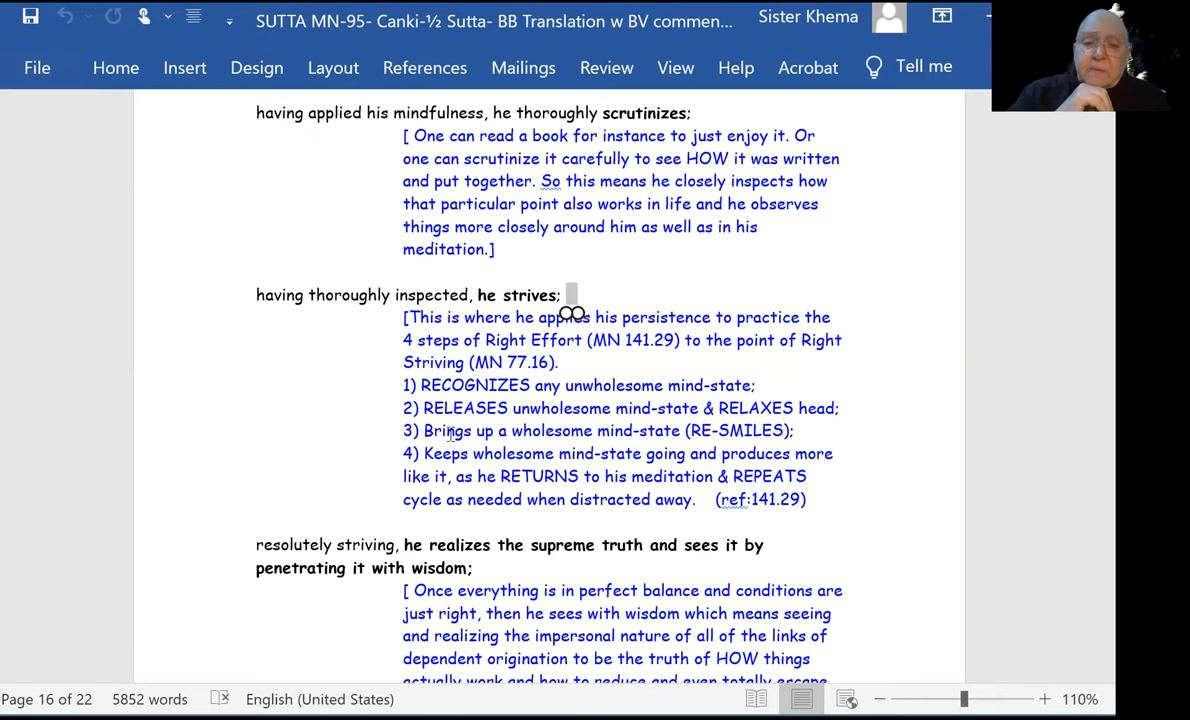 SUTTA MN-95- Canki-½ Sutta- BB Translation w BV commen...
Sister Khema
File Home Insert Design Layout References Mailings Review View Help Acrobat Tell me
having applied his mindfulness, he thoroughly scrutinizes;
[ One can read a book for instance to just enjoy it. Or
one can scrutinize it carefully to see HOW it was written
and put together. So this means he closely inspects how
that particular point also works in life and he observes
things more closely around him as well as in his
meditation.]
having thoroughly inspected, he strives;
[This is where he applies his persistence to practice the
4 steps of Right Effort (MN 141.29) to the point of Right
Striving (MN 77.16).
1) RECOGNIZES any unwholesome mind-state;
2) RELEASES unwholesome mind-state & RELAXES head;
3) Brings up a wholesome mind-state (RE-SMILES);
4) Keeps wholesome mind-state going and produces more
like it, as he RETURNS to his meditation & REPEATS
cycle as needed when distracted away. (ref:141.29)
resolutely striving, he realizes the supreme truth and sees it by
penetrating it with wisdom;
[ Once everything is in perfect balance and conditions are
just right, then he sees with wisdom which means seeing
and realizing the impersonal nature of all of the links of
dependent origination to be the truth of HOW things
actually work and how to reduce and even totally escape
Page 16 of 22 5852 words English (United States) 110%